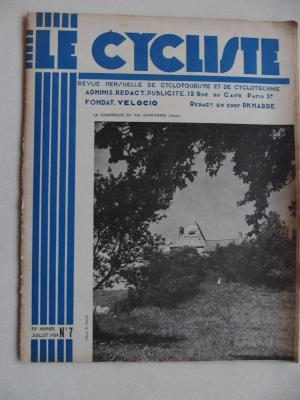 LE CYCLISTE
REVUE MENSUELLE DE CYCLOTOURISME ET DE CYCLOTECHNIE
ADMINIS. REDACT. PUBLICITE. 12 RUE DU CAIRE · PARIS 2e
FONDAT. VELOCIO REDACT EN CHEF PH. MARRE
LA CHARTREUSE DU VAL SAINT-PIERRE (Aisne)
JUILLET 1938 N° 7